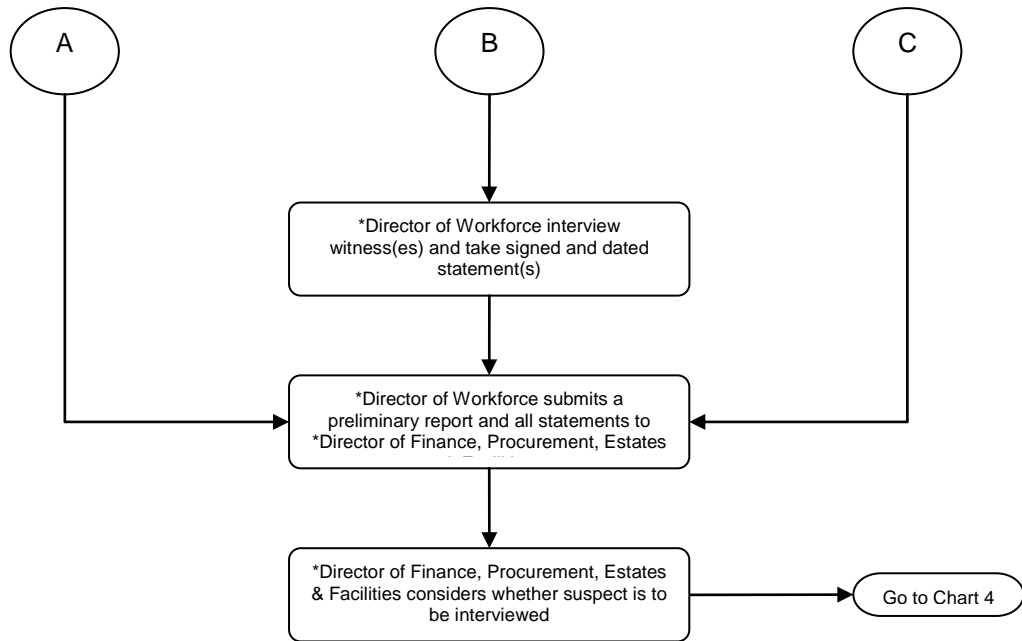 A
B
C
*Director of Workforce interview
witness(es) and take signed and dated
statement(s)
*Director of Workforce submits a
preliminary report and all statements to
*Director of Finance, Procurement, Estates
*Director of Finance, Procurement, Estates
& Facilities considers whether suspect is to
be interviewed
Go to Chart 4